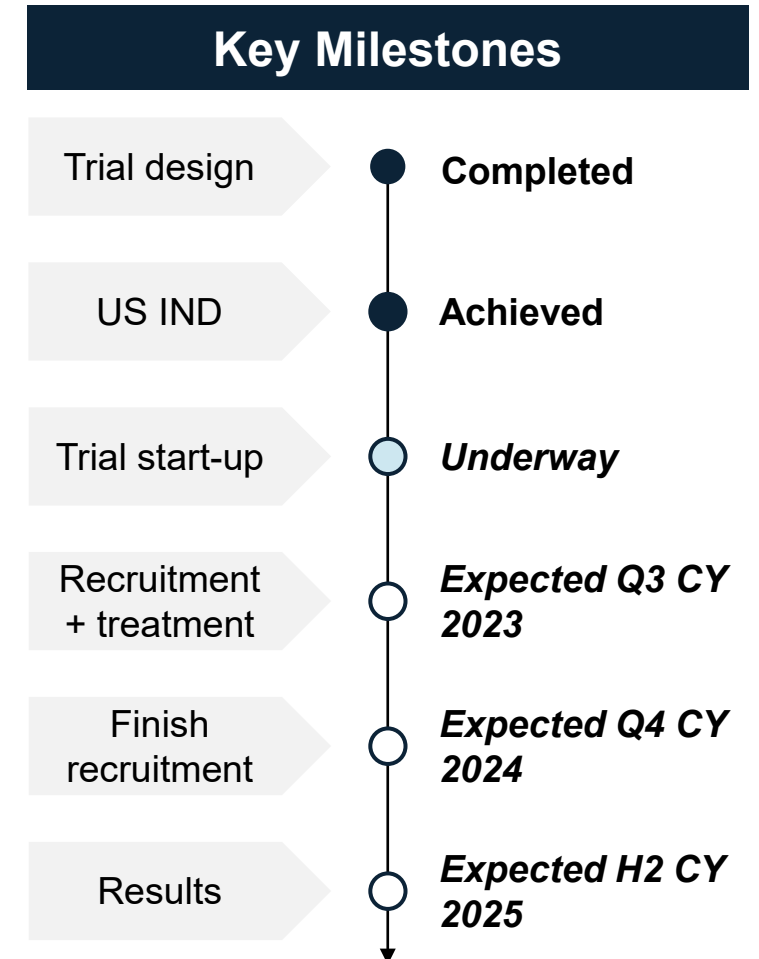 Key Milestones
Trial design
Completed
US IND
Achieved
Trial start-up
Underway
Recruitment
+ treatment
Expected Q3 CY
2023
Finish
recruitment
Expected Q4 CY
2024
Results
Expected H2 CY
2025